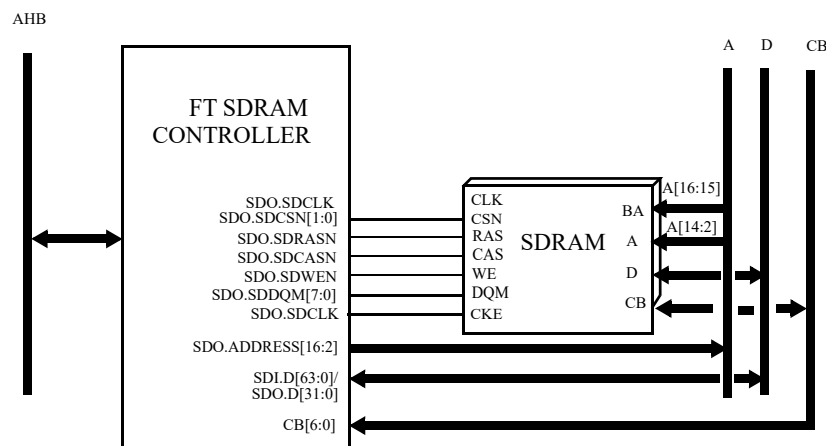 AHB
A
D
CB
FT SDRAM
CONTROLLER
SDO.SDCLK
SDO.SDCSN[1:0]
SDO.SDRASN
SDO.SDCASN
SDO.SDWEN
SDO.SDDQM[7:0]
SDO.SDCLK
SDO.ADDRESS[16:2]
SDI.D[63:0]/
SDO.D[31:0]
CB[6:0]
CLK
CSN
RAS
CAS
WE
DQM
CKE
SDRAM
BA
A
D
CB
A[16:15]
A[14:2]